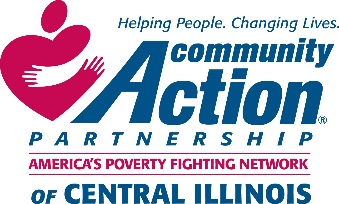 Helping People. Changing Lives.
community
Action®
PARTNERSHIP
AMERICA'S POVERTY FIGHTING NETWORK
OF CENTRAL ILLINOIS